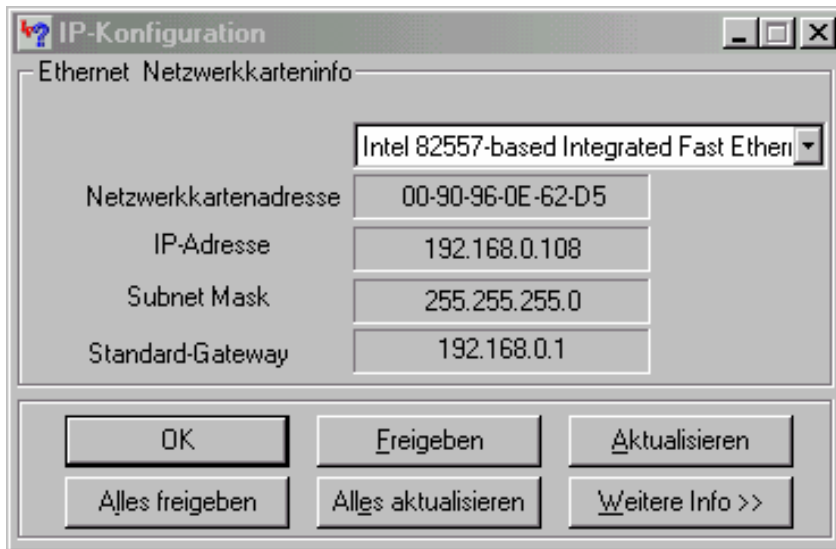 IP-Konfiguration
Ethernet Netzwerkkarteninfo
Intel 82557-based Integrated Fast Ethern
Netzwerkkartenadresse 00-90-96-0E-62-D5
IP-Adresse 192.168.0.108
Subnet Mask 255.255.255.0
Standard-Gateway 192.168.0.1
OK Freigeben Aktualisieren
Alles freigeben Alles aktualisieren Weitere Info >>